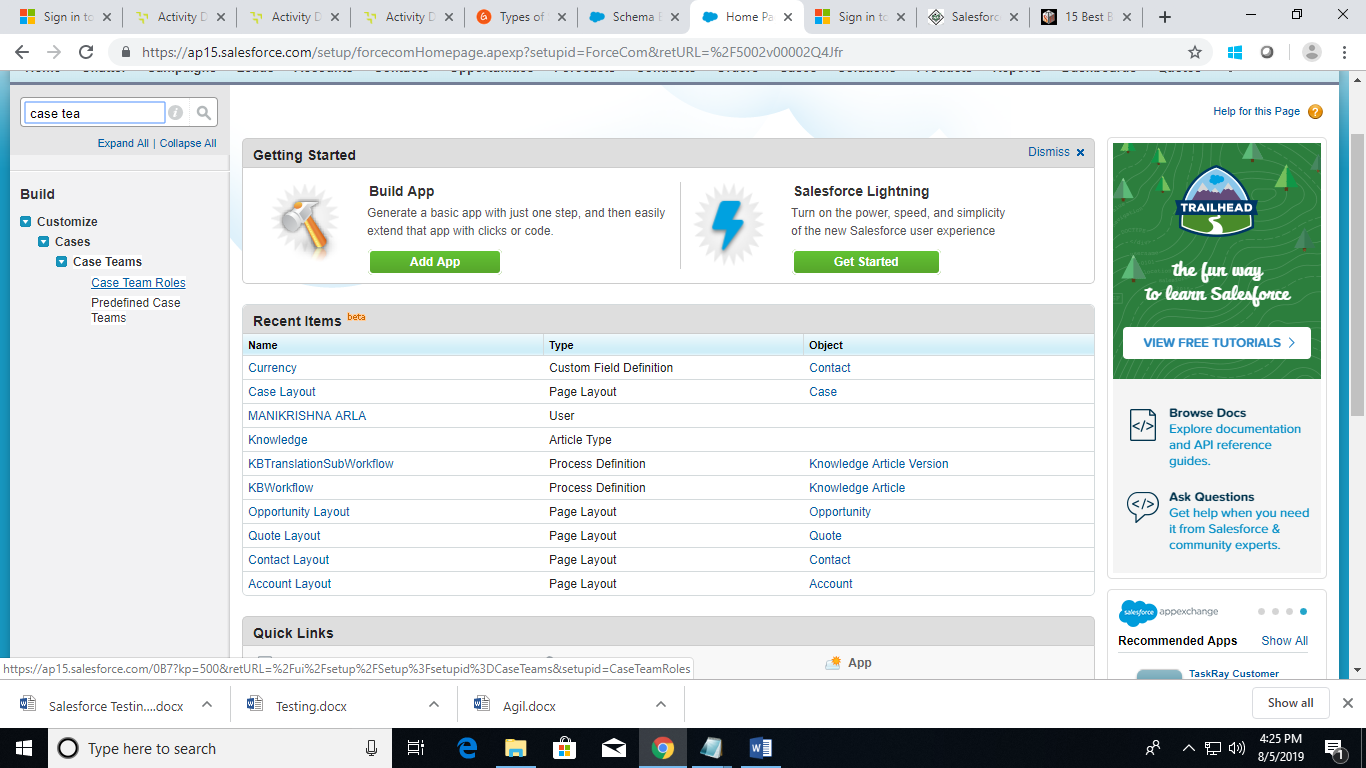 Sign in to
Activity D
Activity D
Activity D
Types of
Schema E
Home Pa
Sign in to
Salesforc
15 Best B
https://ap15.salesforce.com/setup/forcecomHomepage.apexp?setupid=ForceCom&retURL=%2F5002v00002Q4Jfr
case tea
Expand All | Collapse All
Build
Customize
Cases
Case Teams
Case Team Roles
Predefined Case
Teams
Help for this Page
Getting Started
Dismiss
Build App
Generate a basic app with just one step, and then easily
extend that app with clicks or code.
Add App
Salesforce Lightning
Turn on the power, speed, and simplicity
of the new Salesforce user experience
Get Started
Recent Items beta
Name Type Object
Currency Custom Field Definition Contact
Case Layout Page Layout Case
MANIKRISHNA ARLA User
Knowledge Article Type
KBTranslationSubWorkflow Process Definition Knowledge Article Version
KBWorkflow Process Definition Knowledge Article
Opportunity Layout Page Layout Opportunity
Quote Layout Page Layout Quote
Contact Layout Page Layout Contact
Account Layout Page Layout Account
Quick Links
App
TRAILHEAD
the fun way
to learn Salesforce
VIEW FREE TUTORIALS
Browse Docs
Explore documentation
and API reference
guides.
Ask Questions
Get help when you need
it from Salesforce &
community experts.
salesforce appexchange
Recommended Apps Show All
TaskRay Customer
https://ap15.salesforce.com/0B7?kp=500&retURL=%2Fui%2Fsetup%2FSetup%3Fsetupid%3DCaseTeams&setupid=CaseTeamRoles
Salesforce Testin....docx
Testing.docx
Agil.docx
Show all
Type here to search
4:25 PM
8/5/2019
1